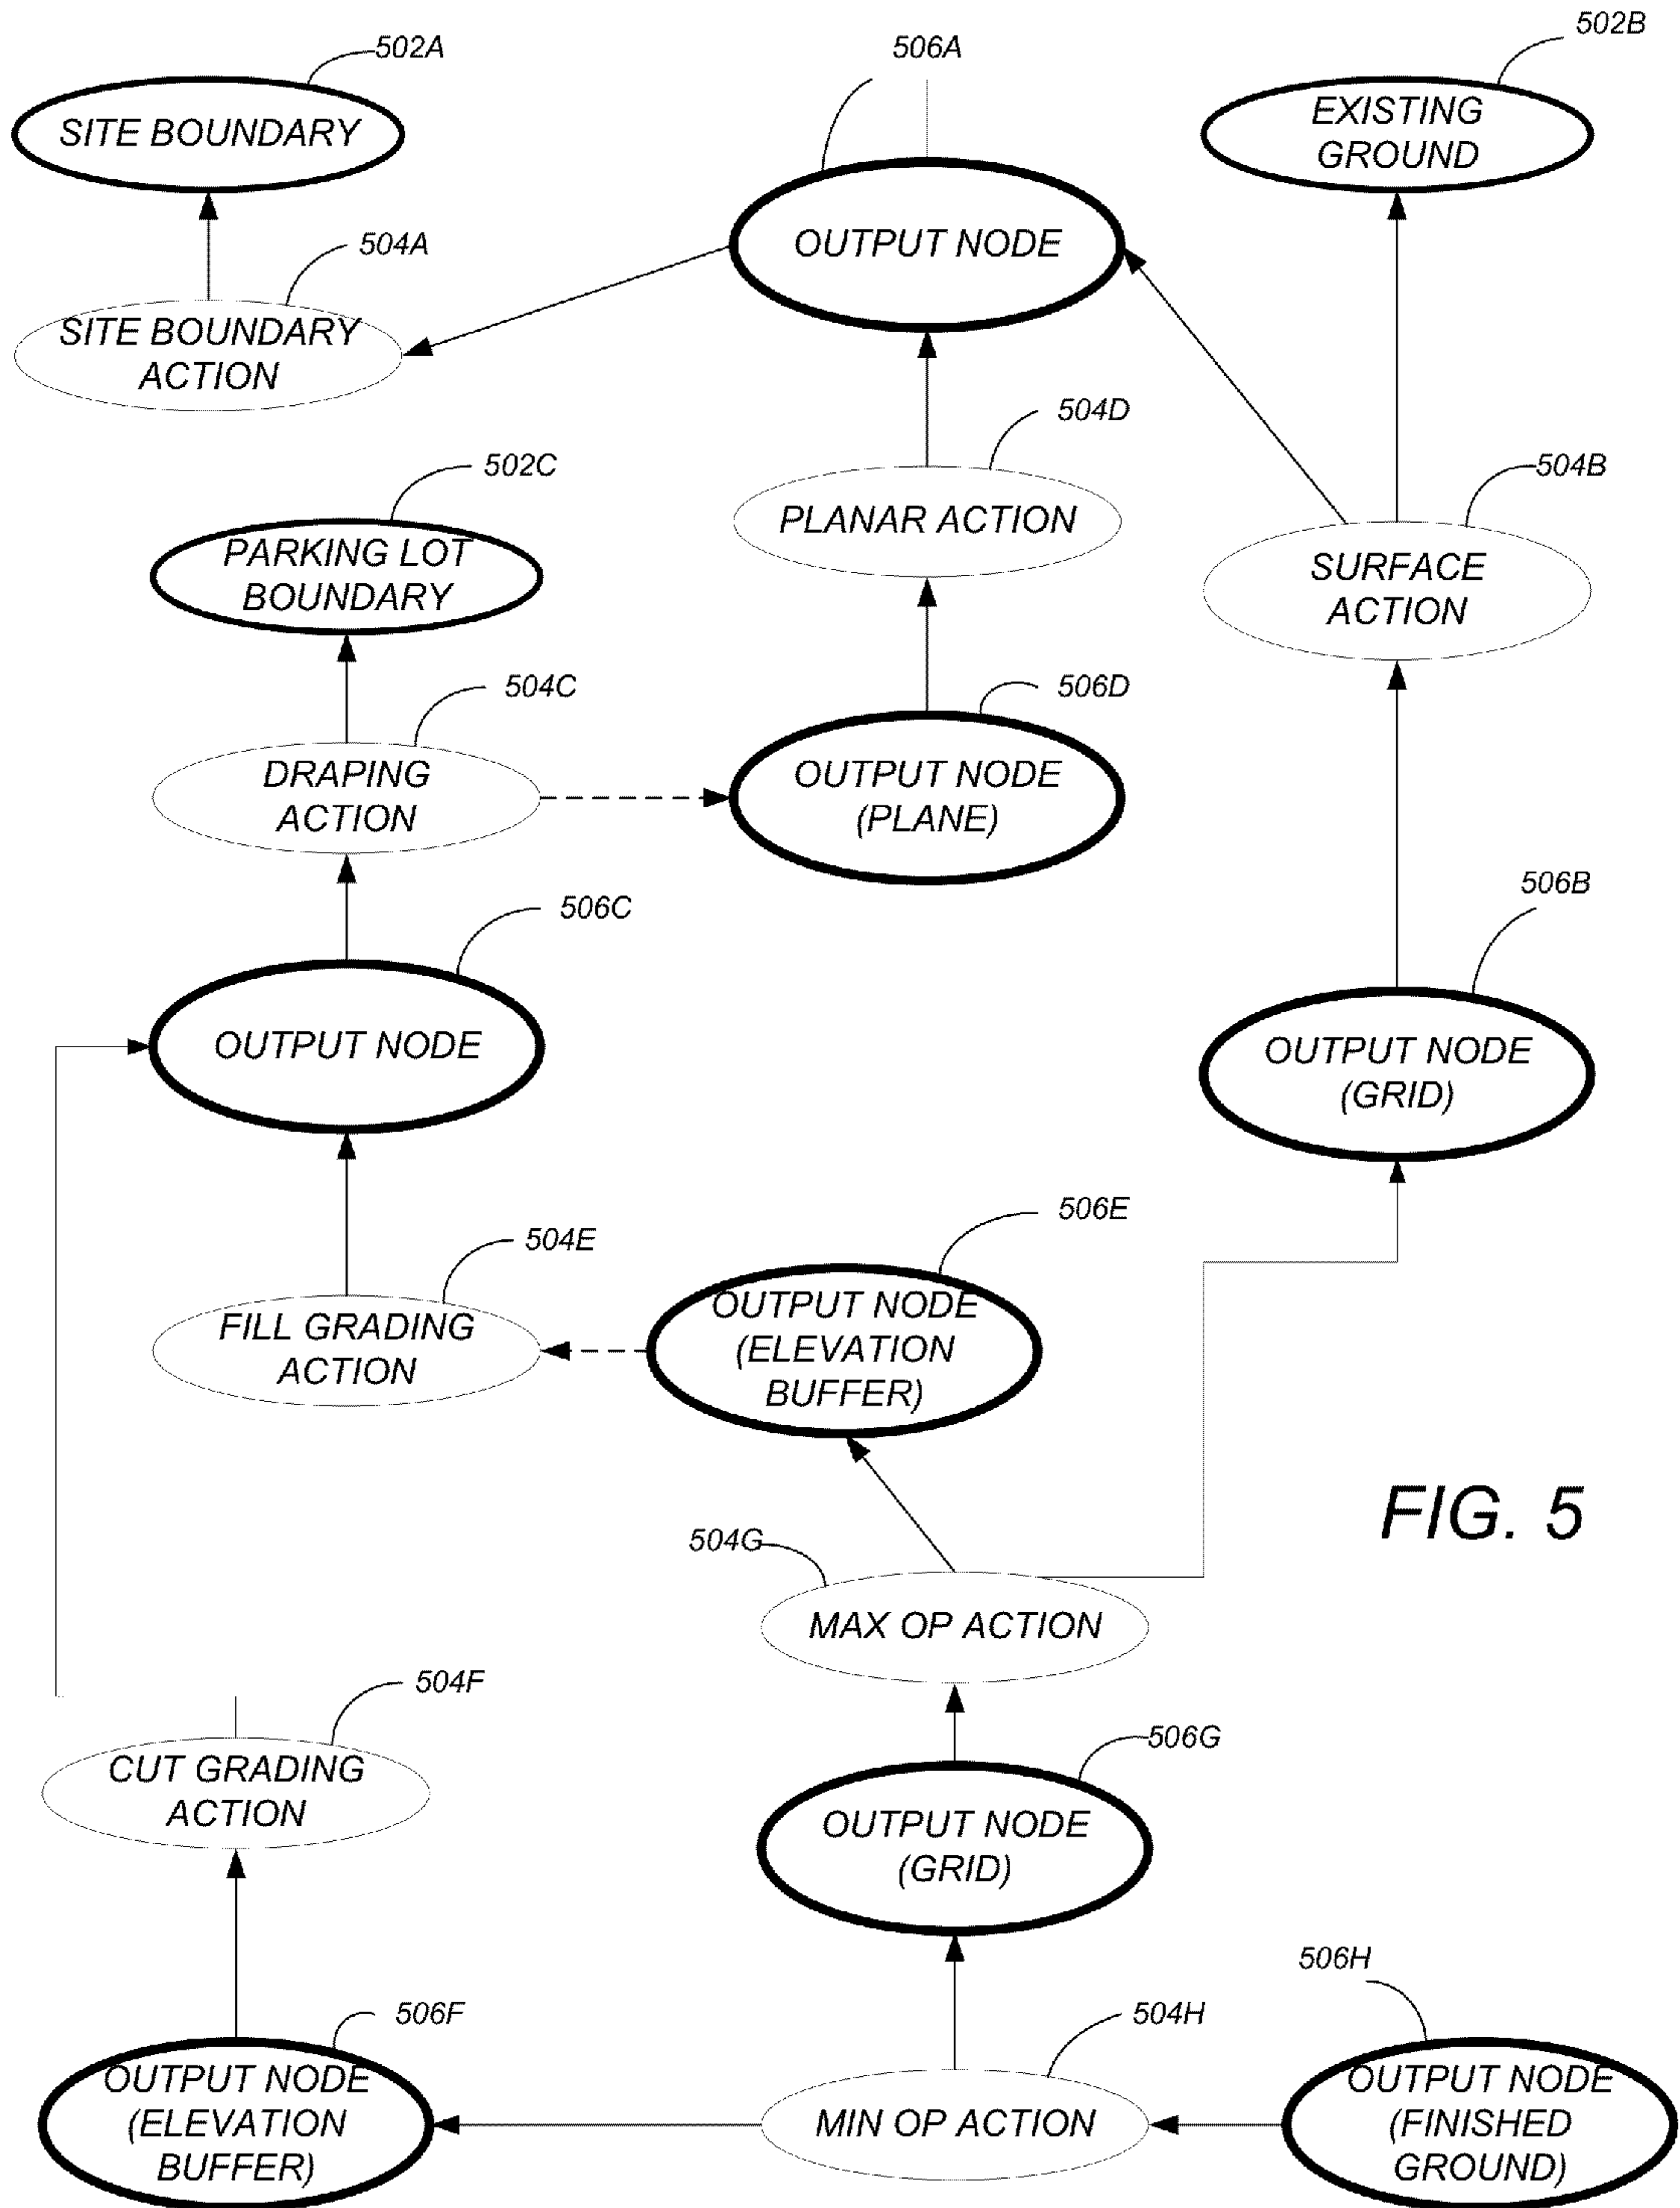 502A
506A
502B
SITE BOUNDARY
EXISTING
GROUND
504A
OUTPUT NODE
SITE BOUNDARY
ACTION
504D
502C
504B
PLANAR ACTION
PARKING LOT
BOUNDARY
SURFACE
ACTION
504C
506D
DRAPING
ACTION
OUTPUT NODE
(PLANE)
506C
506B
OUTPUT NODE
OUTPUT NODE
(GRID)
504E
506E
FILL GRADING
ACTION
OUTPUT NODE
(ELEVATION
BUFFER)
FIG. 5
504G
MAX OP ACTION
504F
506G
CUT GRADING
ACTION
OUTPUT NODE
(GRID)
506F
504H
506H
OUTPUT NODE
(ELEVATION
BUFFER)
MIN OP ACTION
OUTPUT NODE
(FINISHED
GROUND)